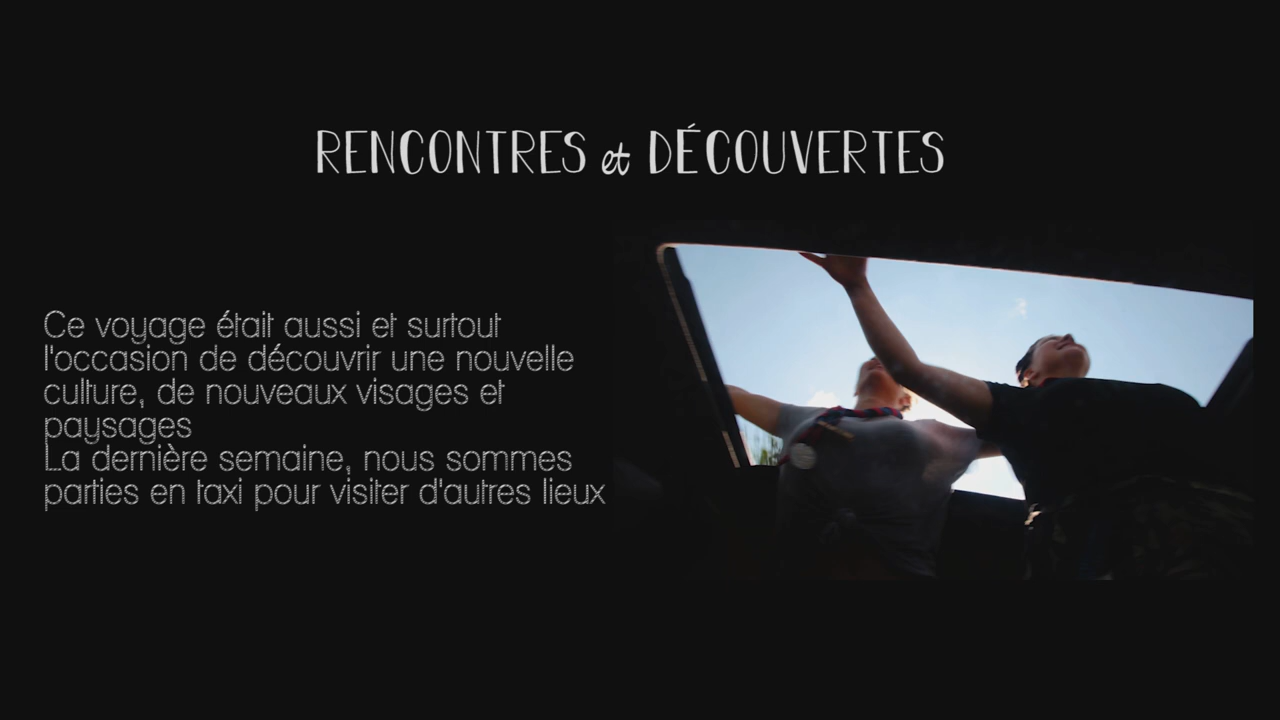 RENCONTRES et DÉCOUVERTES
Ce voyage était aussi et surtout
l'occasion de découvrir une nouvelle
culture, de nouveaux visages et
paysages
La dernière semaine, nous sommes
parties en taxi pour visiter d'autres lieux